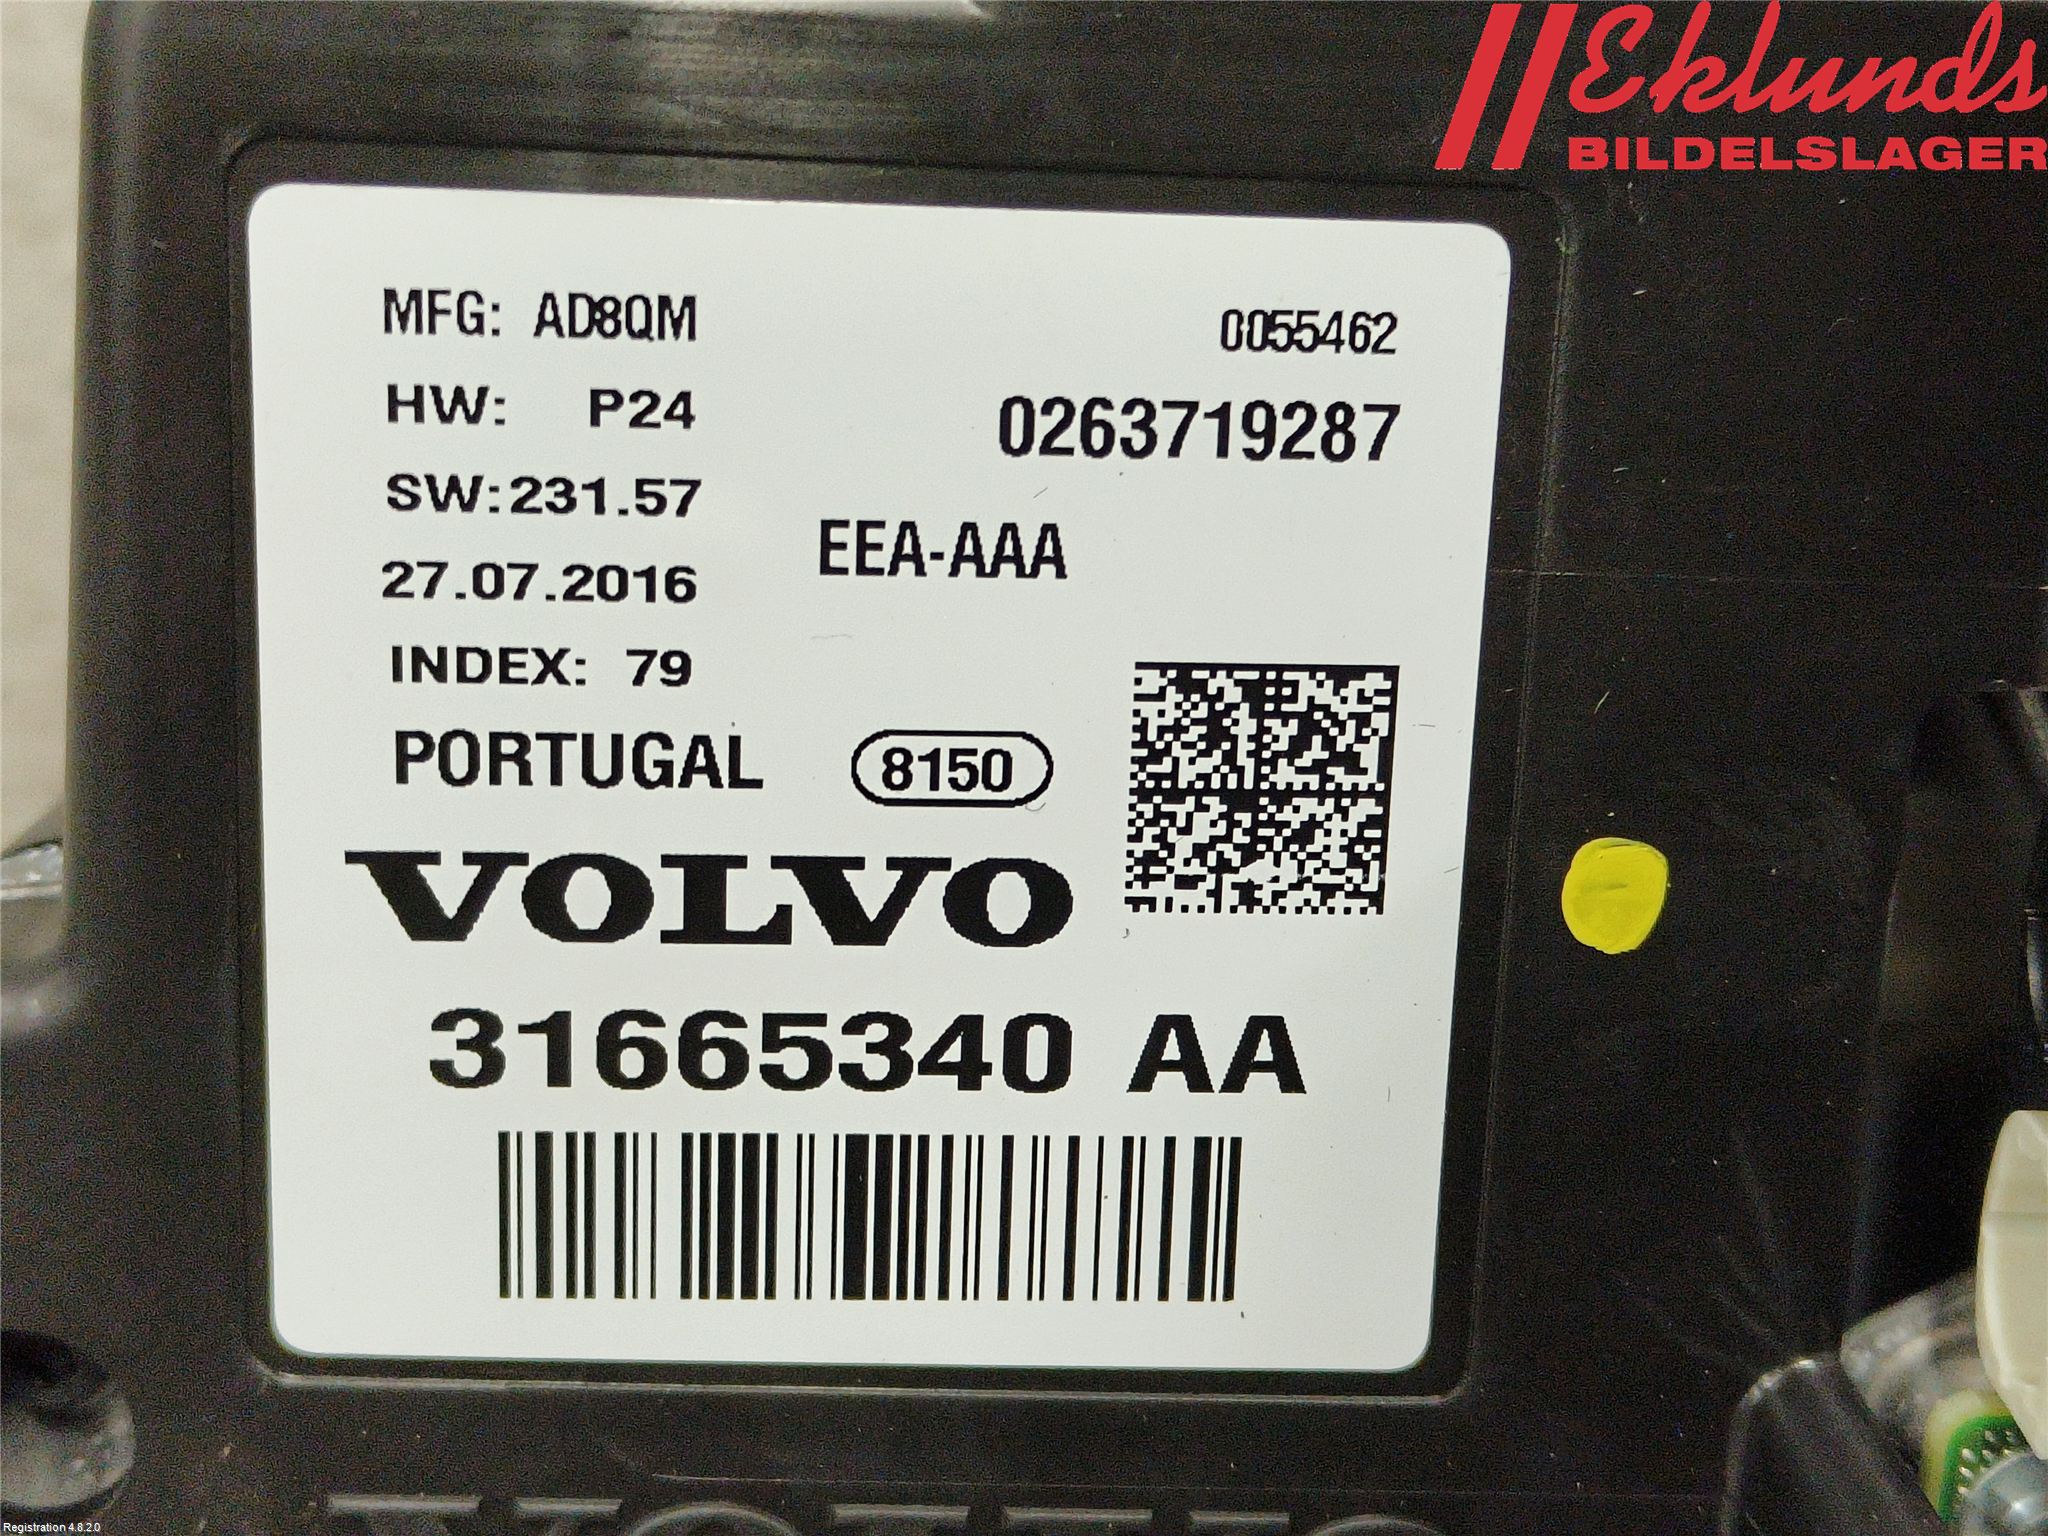 Eklunds
BILDELSLAGER
MFG: AD8QM
0055462
HW: P24
0263719287
SW:231.57
EEA-AAA
27.07.2016
INDEX: 79
PORTUGAL
8150
VOLVO
31665340 AA
VOLVO
Registration 4.8.2.0